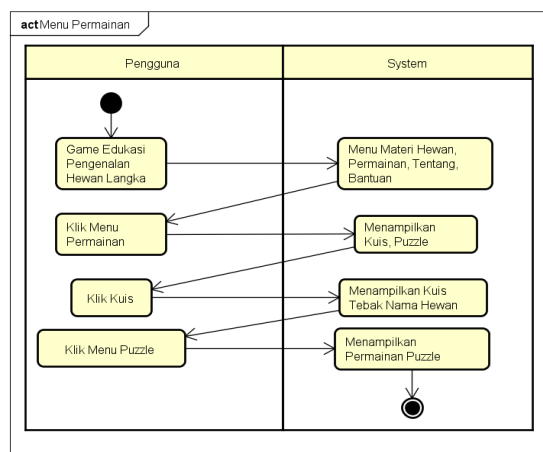 act Menu Permainan
Pengguna
System
Game Edukasi
Pengenalan
Hewan Langka
Menu Materi Hewan,
Permainan, Tentang,
Bantuan
Klik Menu
Permainan
Menampilkan
Kuis, Puzzle
Klik Kuis
Menampilkan Kuis
Tebak Nama Hewan
Klik Menu Puzzle
Menampilkan
Permainan Puzzle